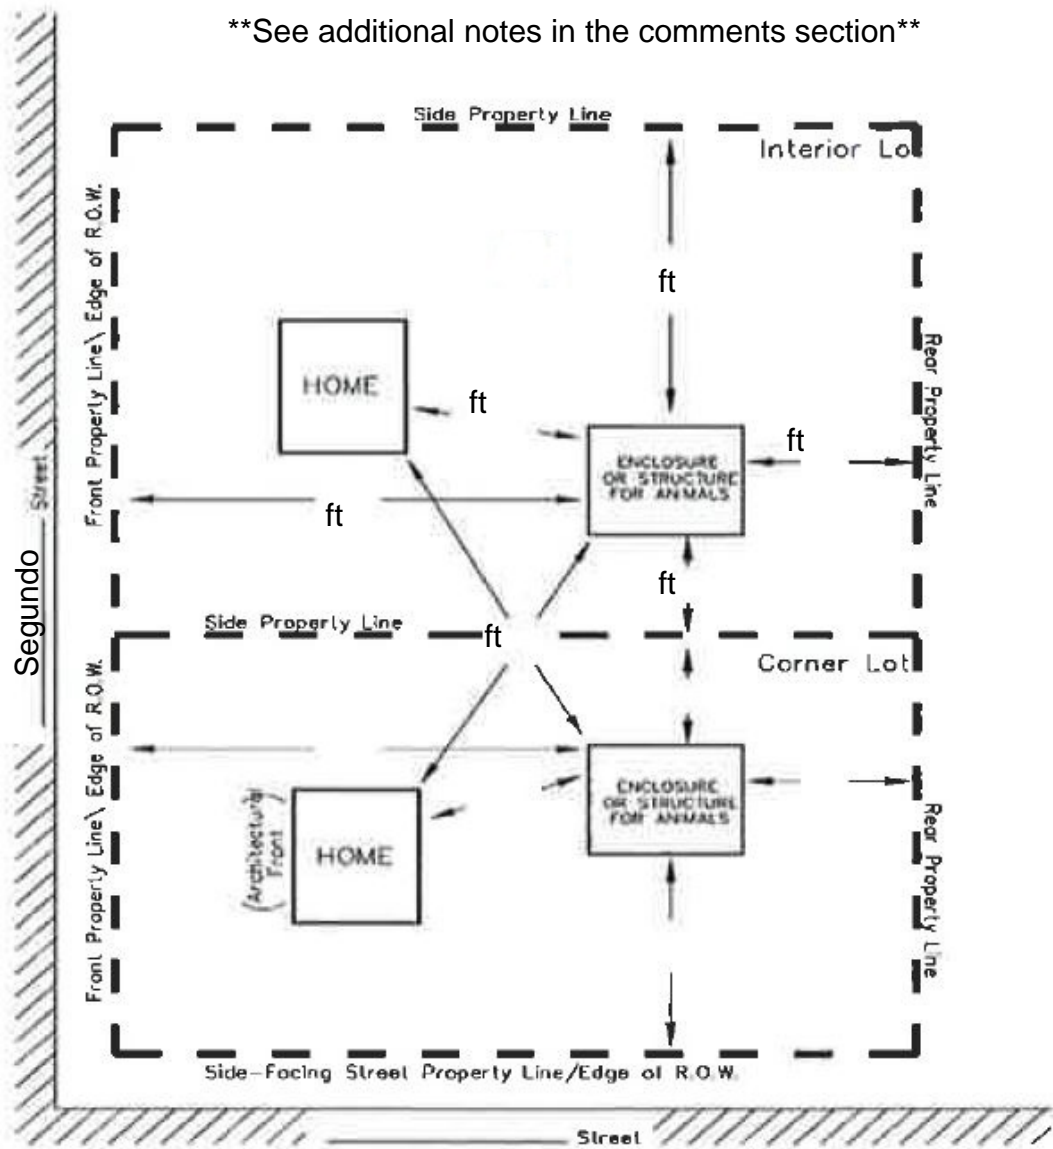 **See additional notes in the comments section**
Side Property Line
Interior Lo
Front Property Line\ Edge of R.O.W.
ft
HOME
ft
Rear Property Line
ft
ENCLOSURE
OR STRUCTURE
FOR ANIMALS
Street
ft
ft
Segundo
Side Property Line
ft
Corner Lot
Front Property Line\ Edge of R.O.W.
ENCLOSURE
OR STRUCTURE
FOR ANIMALS
(Architectural
Front)
HOME
Rear Property Line
Side-Facing Street Property Line/Edge of R.O.W.
Street